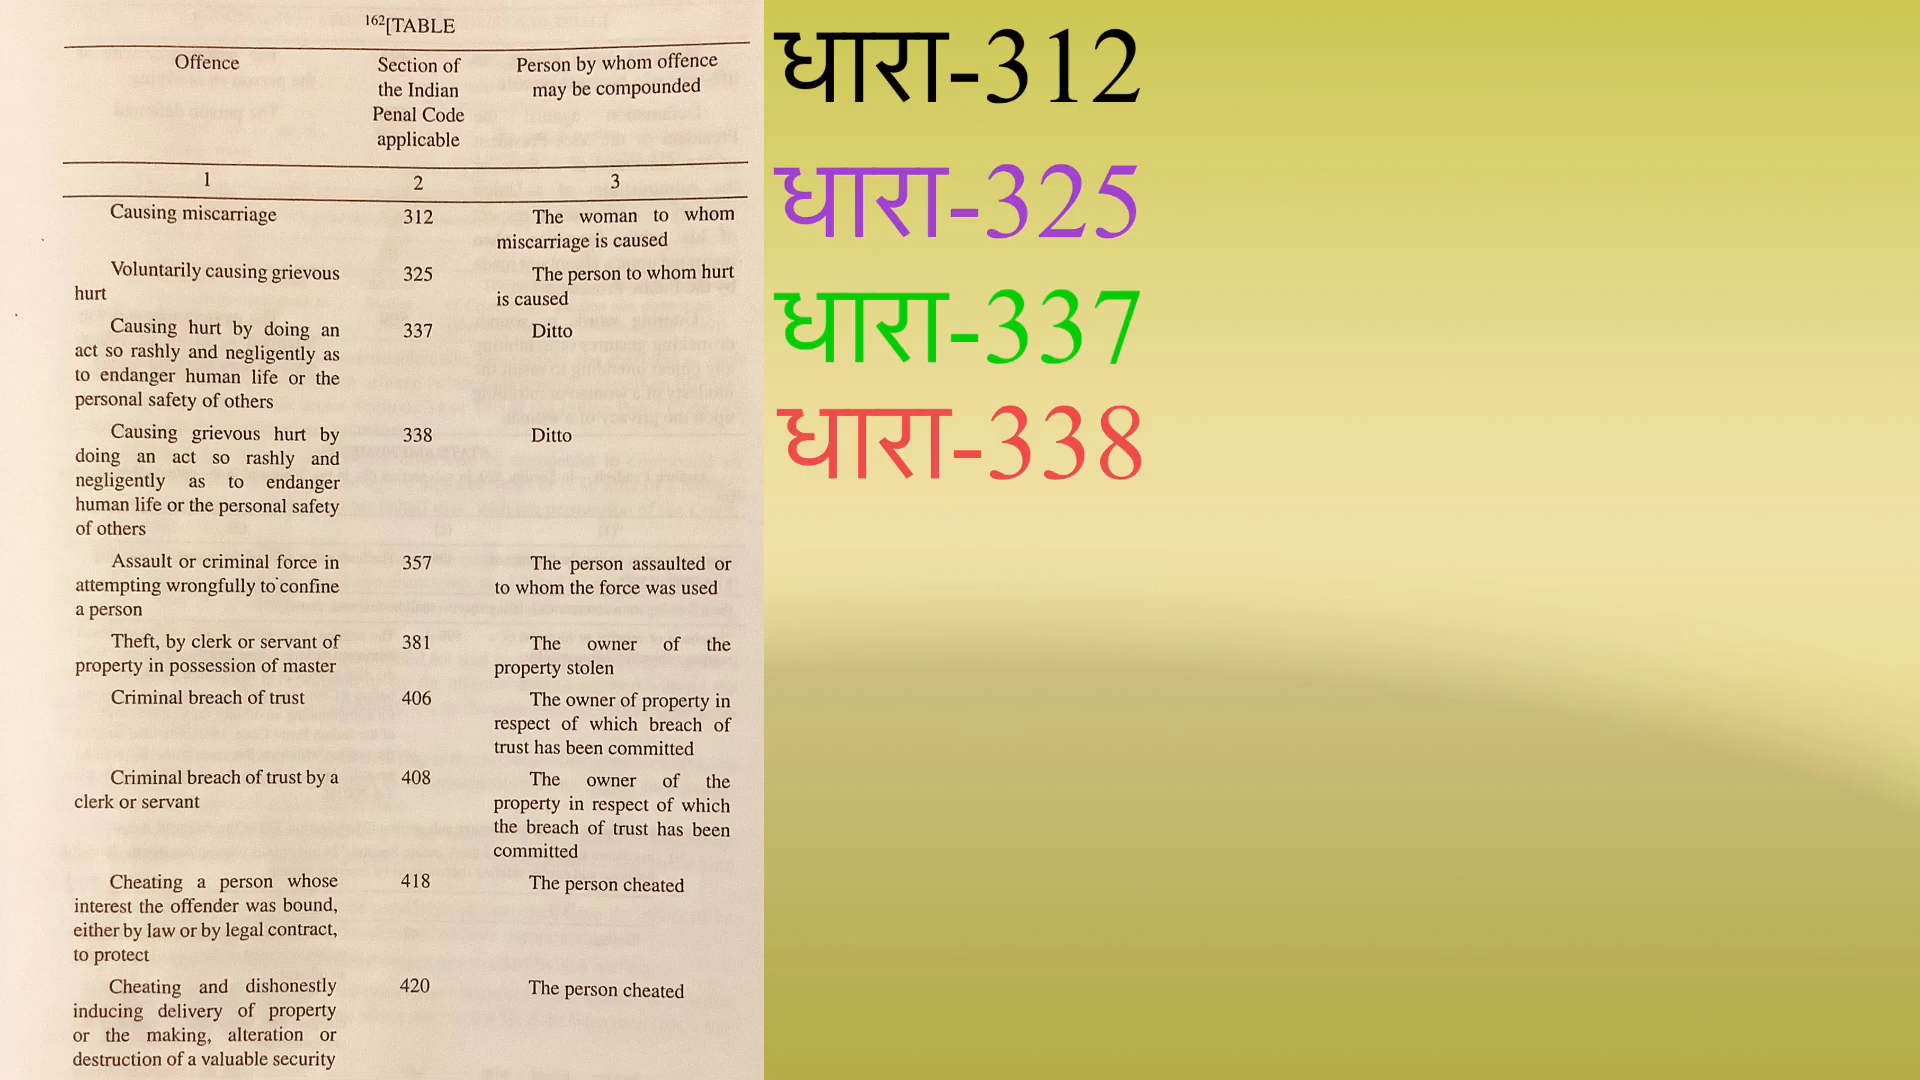 162[TABLE
Offence Section of the Indian Penal Code applicable Person by whom offence may be compounded
1 2 3
Causing miscarriage 312 The woman to whom
miscarriage is caused
Voluntarily causing grievous 325 The person to whom hurt
hurt is caused
Causing hurt by doing an 337 Ditto
act so rashly and negligently as
to endanger human life or the
personal safety of others
Causing grievous hurt by 338 Ditto
doing an act so rashly and
negligently as to endanger
human life or the personal safety
of others
Assault or criminal force in 357 The person assaulted or
attempting wrongfully to confine to whom the force was used
a person
Theft, by clerk or servant of 381 The owner of the
property in possession of master property stolen
Criminal breach of trust 406 The owner of property in
respect of which breach of
trust has been committed
Criminal breach of trust by a 408 The owner of the
clerk or servant property in respect of which
the breach of trust has been
committed
Cheating a person whose 418 The person cheated
interest the offender was bound,
either by law or by legal contract,
to protect
Cheating and dishonestly 420 The person cheated
inducing delivery of property
or the making, alteration or
destruction of a valuable security
धारा-312
धारा-325
धारा-337
धारा-338